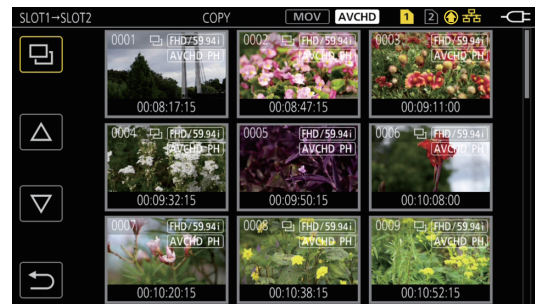 SLOT1→SLOT2 COPY MOV AVCHD 1 2
0001 FHD/59.94i
AVCHD PH
00:08:17:15
0002 FHD/59.94i
AVCHD PH
00:08:47:15
0003 FHD/59.94i
AVCHD PH
00:09:11:00
0004 FHD/59.94i
AVCHD PH
00:09:32:15
0005 FHD/59.94i
AVCHD PH
00:09:50:15
0006 FHD/59.94i
AVCHD PH
00:10:08:00
0007 FHD/59.94i
AVCHD PH
00:10:20:15
0008 FHD/59.94i
AVCHD PH
00:10:38:15
0009 FHD/59.94i
AVCHD PH
00:10:52:15